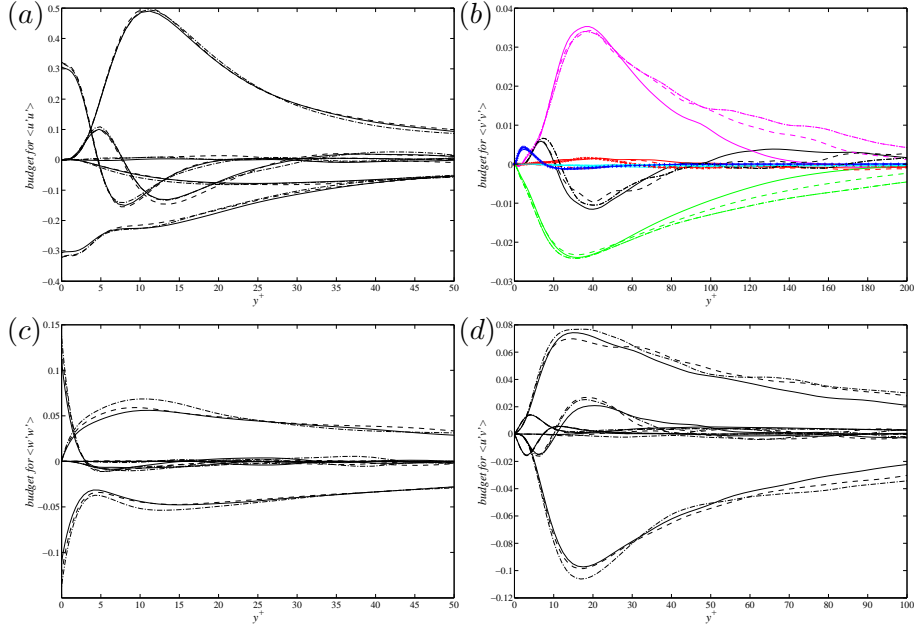 (a)
0.5
0.4
0.3
0.2
0.1
0
−0.1
−0.2
−0.3
−0.4
budget for <u'u'>
0 5 10 15 20 25 30 35 40 45 50
y+
(b)
0.04
0.03
0.02
0.01
0
−0.01
−0.02
−0.03
budget for <v'v'>
0 20 40 60 80 100 120 140 160 180 200
y+
(c)
0.15
0.1
0.05
0
−0.05
−0.1
budget for <w'w'>
0 5 10 15 20 25 30 35 40 45 50
y+
(d)
0.08
0.06
0.04
0.02
0
−0.02
−0.04
−0.06
−0.08
−0.1
−0.12
budget for <u'v'>
0 10 20 30 40 50 60 70 80 90 100
y+